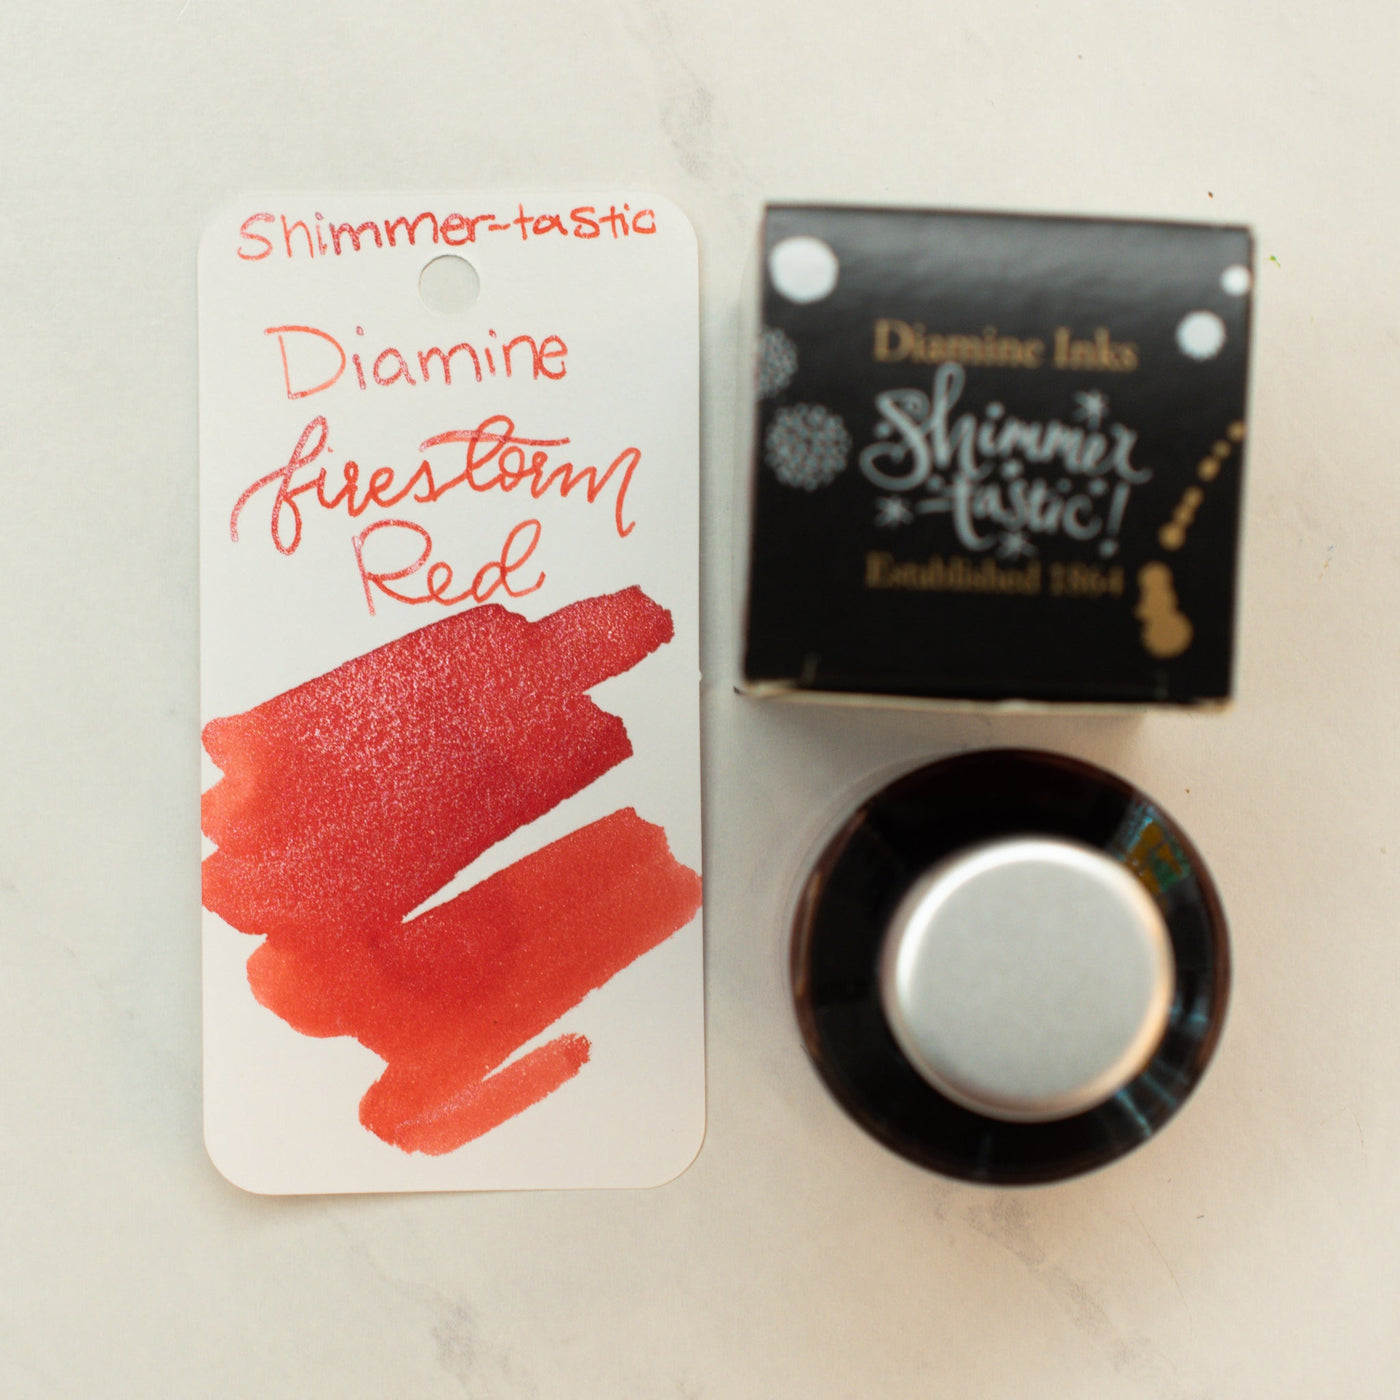 Shimmer-tastic
Diamine
firestorm
Red
Diamine Inks
Shimmer
-tastic!
Established 1864